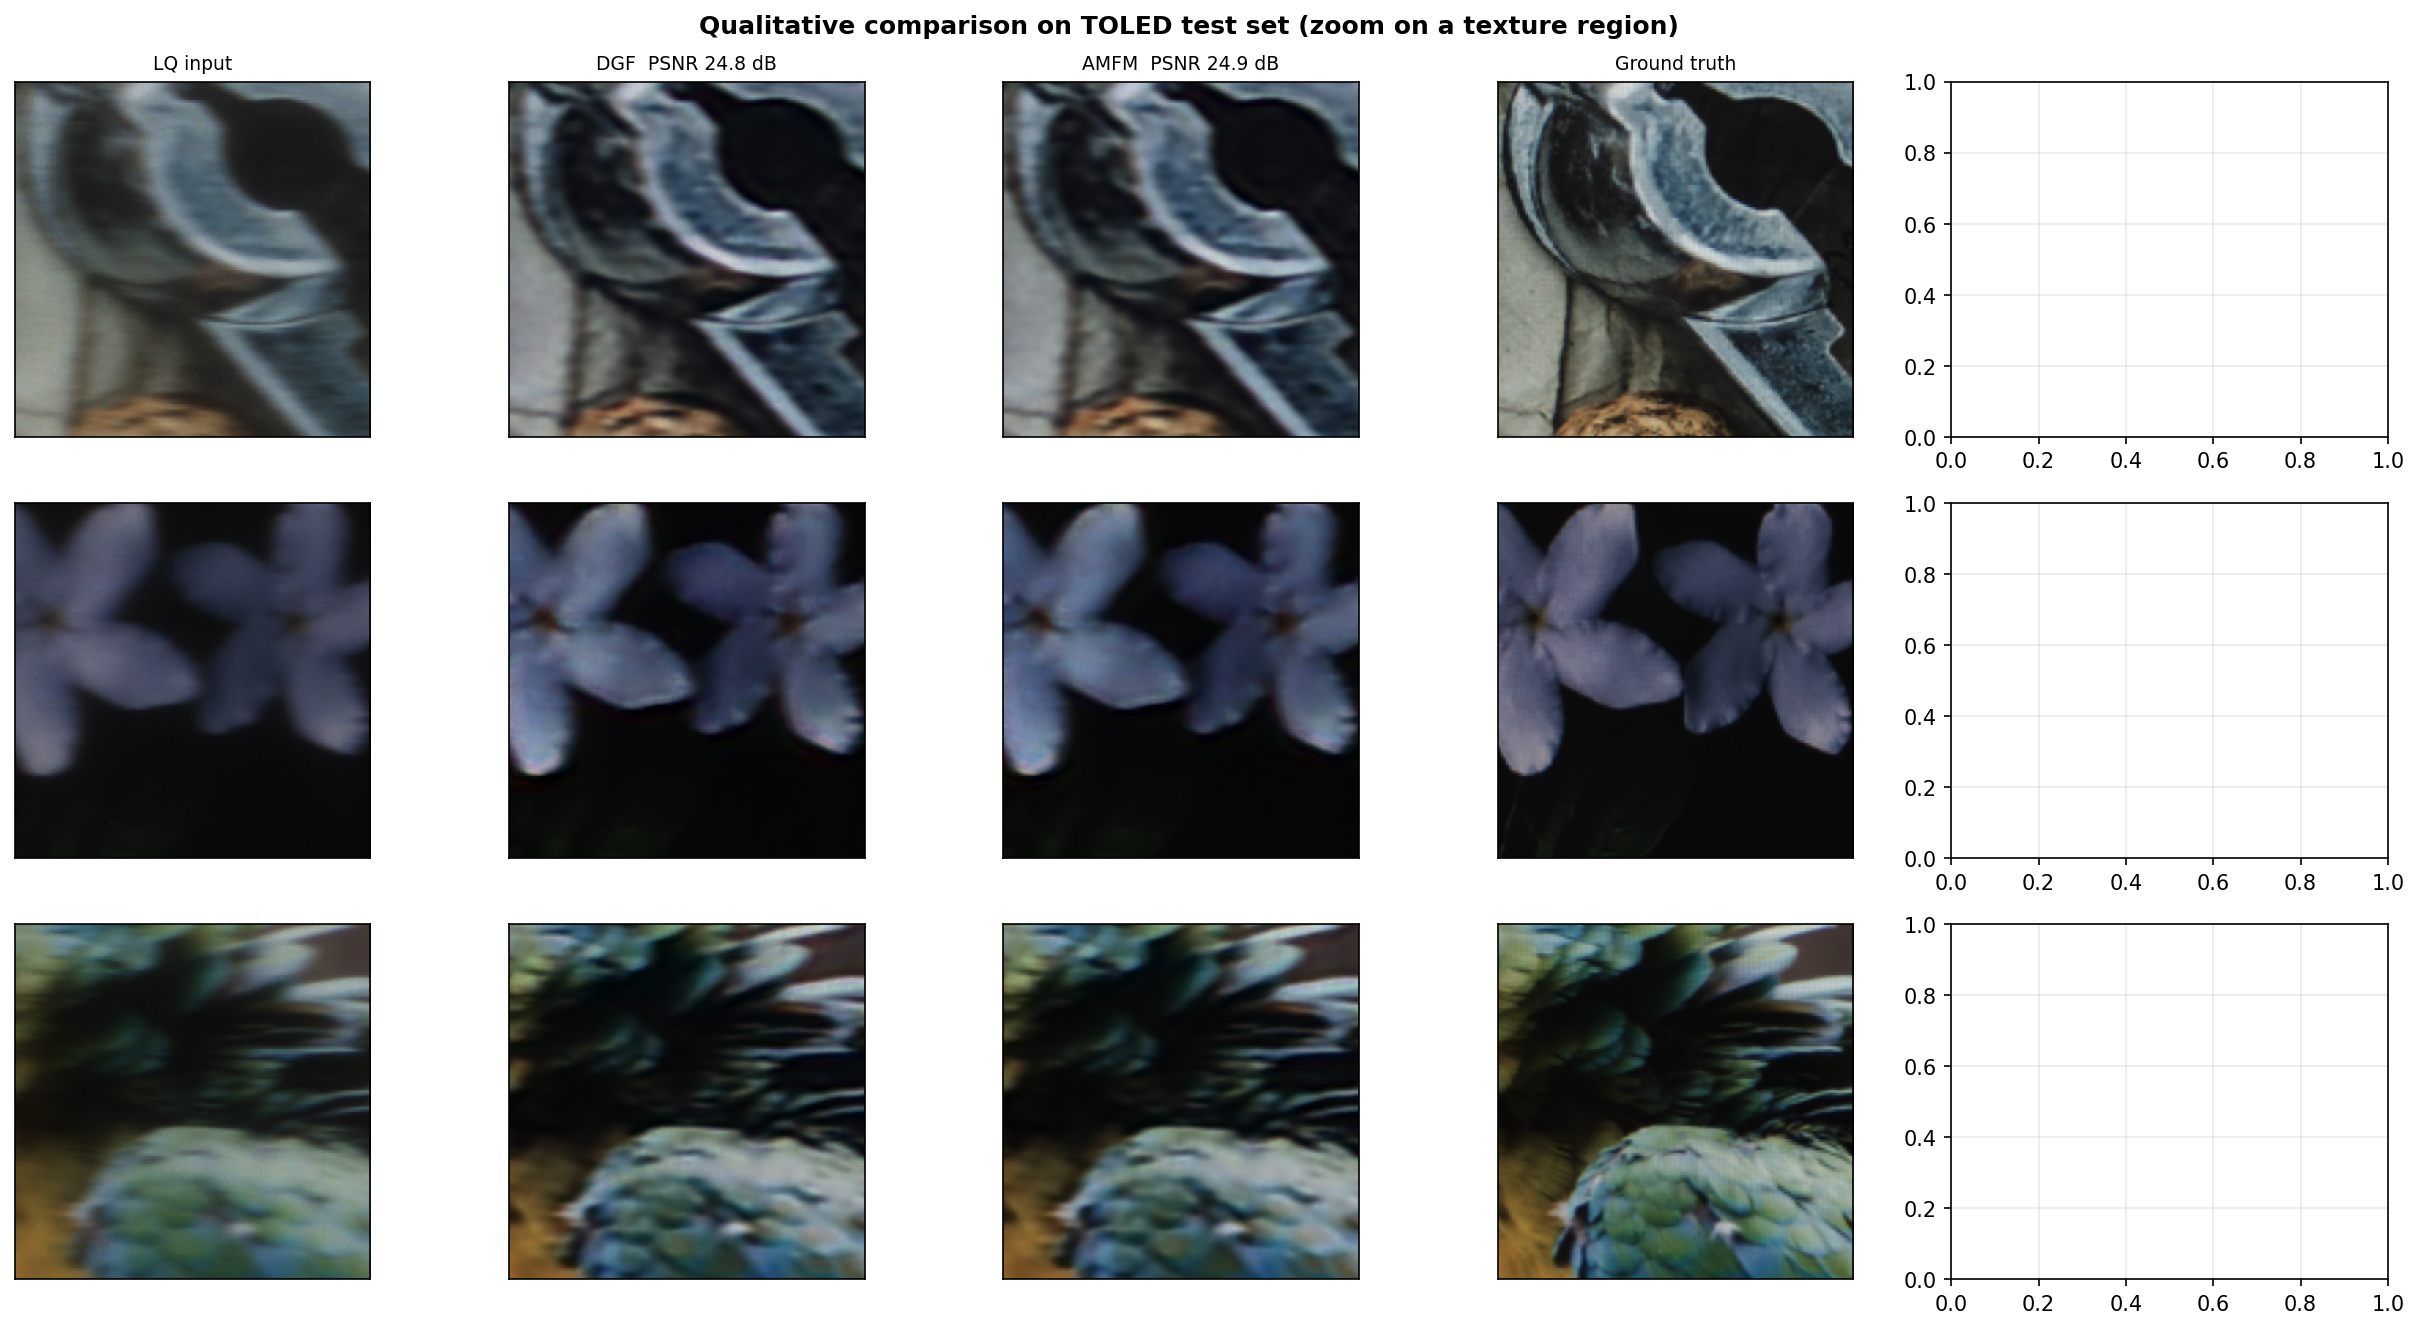 Qualitative comparison on TOLED test set (zoom on a texture region)
LQ input
DGF PSNR 24.8 dB
AMFM PSNR 24.9 dB
Ground truth
1.0
0.8
0.6
0.4
0.2
0.0
0.0 0.2 0.4 0.6 0.8 1.0
1.0
0.8
0.6
0.4
0.2
0.0
0.0 0.2 0.4 0.6 0.8 1.0
1.0
0.8
0.6
0.4
0.2
0.0
0.0 0.2 0.4 0.6 0.8 1.0